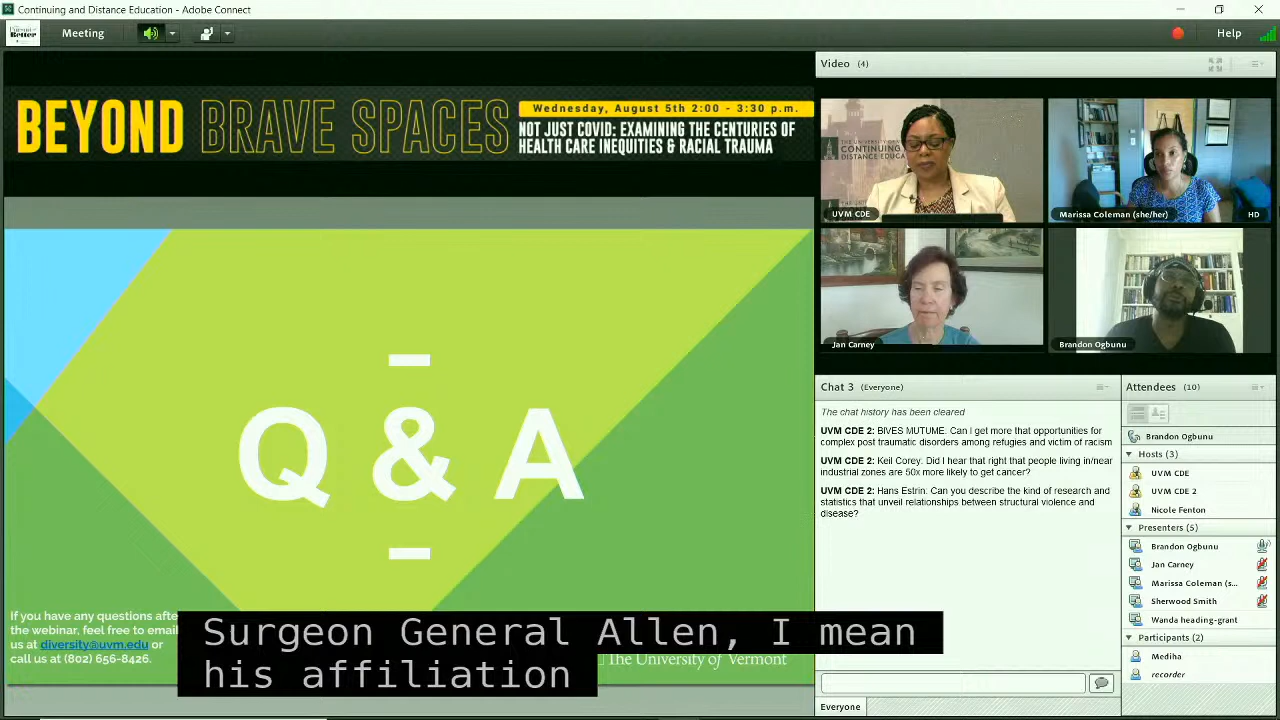 Continuing and Distance Education - Adobe Connect
Meeting
Help
BEYOND BRAVE SPACES
Wednesday, August 5th 2:00 - 3:30 p.m.
NOT JUST COVID: EXAMINING THE CENTURIES OF
HEALTH CARE INEQUITIES & RACIAL TRAUMA
Q & A
If you have any questions afte
the webinar, feel free to email
us at diversity@uvm.edu or
call us at (802) 656-8426.
The University of Vermont
Surgeon General Allen, I mean
his affiliation
Video (4)
CONTINUING
UVM CDE
Marissa Coleman (she/her)
HD
Jan Carney
Brandon Ogbunu
Chat 3 (Everyone)
The chat history has been cleared
UVM CDE 2: BIVES MUTUME: Can I get more that opportunities for
complex post traumatic disorders among refugies and victim of racism
UVM CDE 2: Keil Corey: Did I hear that right that people living in/near
industrial zones are 50x more likely to get cancer?
UVM CDE 2: Hans Estrin: Can you describe the kind of research and
statistics that unveil relationships between structural violence and
disease?
Everyone
Attendees (10)
Brandon Ogbunu
Hosts (3)
UVM CDE
UVM CDE 2
Nicole Fenton
Presenters (5)
Brandon Ogbunu
Jan Carney
Marissa Coleman (s...
Sherwood Smith
Wanda heading-grant
Participants (2)
Mediha
recorder